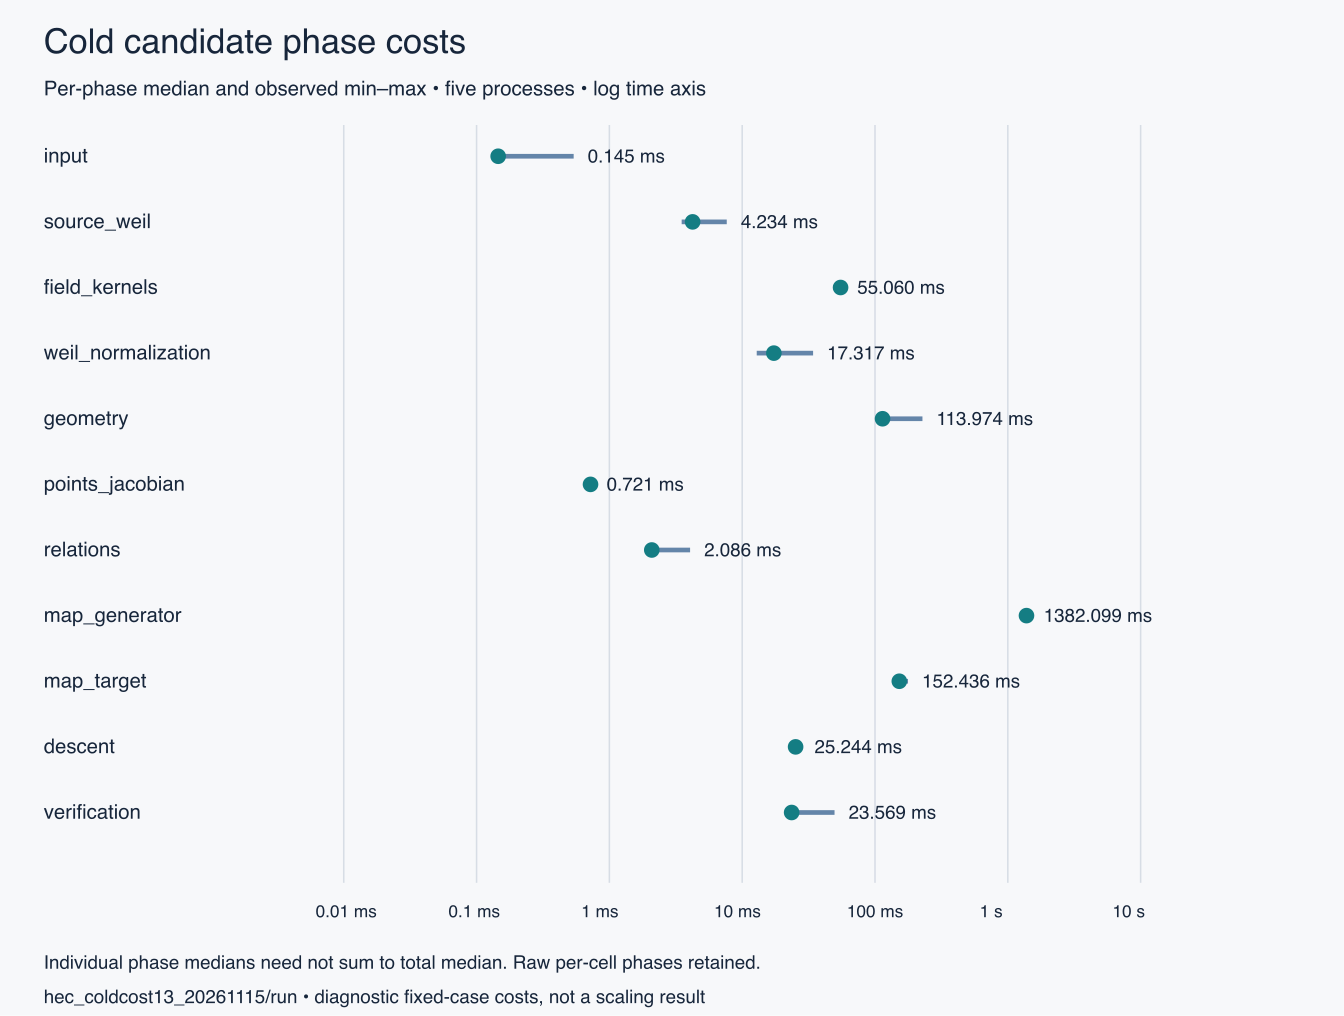 Cold candidate phase costs
Per-phase median and observed min–max • five processes • log time axis
input 0.145 ms
source_weil 4.234 ms
field_kernels 55.060 ms
weil_normalization 17.317 ms
geometry 113.974 ms
points_jacobian 0.721 ms
relations 2.086 ms
map_generator 1382.099 ms
map_target 152.436 ms
descent 25.244 ms
verification 23.569 ms
0.01 ms 0.1 ms 1 ms 10 ms 100 ms 1 s 10 s
Individual phase medians need not sum to total median. Raw per-cell phases retained.
hec_coldcost13_20261115/run • diagnostic fixed-case costs, not a scaling result